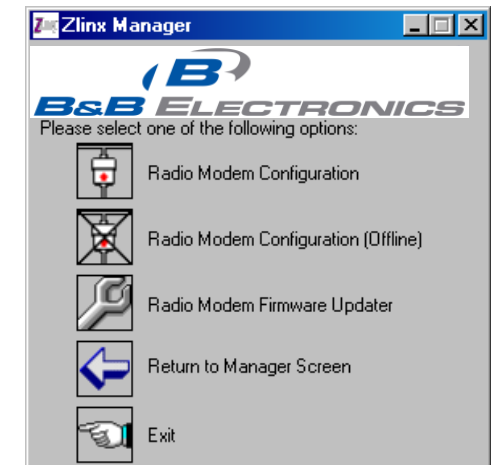 Zlinx Manager
B
B&B ELECTRONICS
Please select one of the following options:
Radio Modem Configuration
Radio Modem Configuration (Offline)
Radio Modem Firmware Updater
Return to Manager Screen
Exit